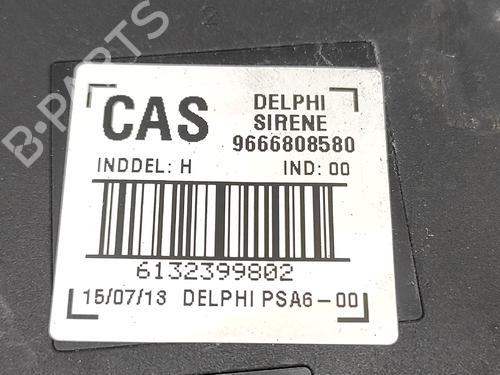 2
CAS
DELPHI
SIRENE
9666808580
INDDEL: H
IND: 00
6132399802
15/07/13 DELPHI PSA6-00
B-PARTS